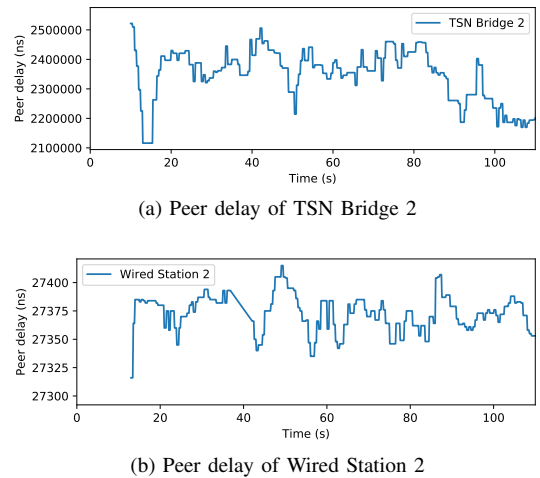 2500000
2400000
2300000
2200000
2100000
Peer delay (ns)
TSN Bridge 2
0 20 40 60 80 100
Time (s)
(a) Peer delay of TSN Bridge 2
27400
27375
27350
27325
27300
Peer delay (ns)
Wired Station 2
0 20 40 60 80 100
Time (s)
(b) Peer delay of Wired Station 2